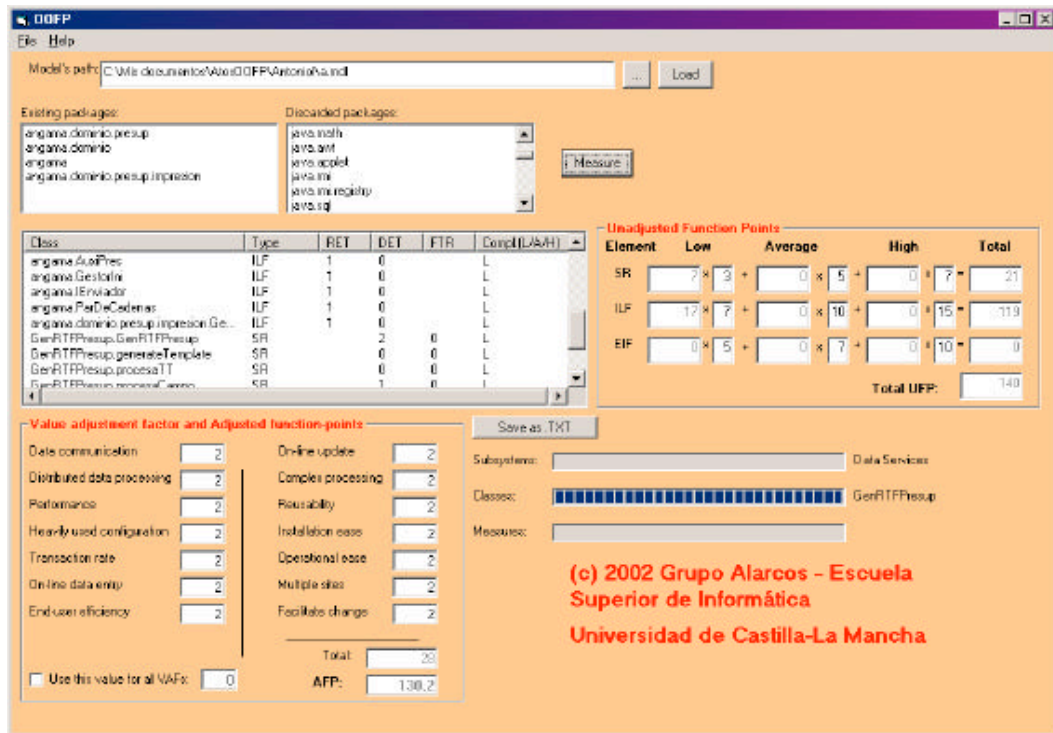 OOFP
File Help
Model's path: C:\Mis documentos\AtosOOFP\Antonio\a.mdl ... Load
Existing packages:
angama.dominio.presup
angama.dominio
angama
angama.dominio.presup.impresion
Discarded packages:
java.math
java.awt
java.applet
java.rmi
java.rmi.registry
java.sql
Measure
Class Type RET DET FTR Compl.(L/A/H)
angama.AuxiPres ILF 1 0 L
angama.GestorIni ILF 1 0 L
angama.IEnviador ILF 1 0 L
angama.ParDeCadenas ILF 1 0 L
angama.dominio.presup.impresion.Ge... ILF 1 0 L
GenRTFPresup.GenRTFPresup SR 2 0 L
GenRTFPresup.generateTemplate SR 0 0 L
GenRTFPresup.procesaTT SR 0 0 L
GenRTFPresup.procesaCampo SR 1 0 L
Unadjusted Function Points
Element Low Average High Total
SR 7 x 3 + 0 x 5 + 0 x 7 = 21
ILF 17 x 7 + 0 x 10 + 0 x 15 = 119
EIF 0 x 5 + 0 x 7 + 0 x 10 = 0
Total UFP: 140
Value adjustment factor and Adjusted function-points
Data communication 2
Distributed data processing 2
Performance 2
Heavily used configuration 2
Transaction rate 2
On-line data entry 2
End-user efficiency 2
On-line update 2
Complex processing 2
Reusability 2
Installation ease 2
Operational ease 2
Multiple sites 2
Facilitate change 2
Total: 28
Use this value for all VAFs: 0
AFP: 130,2
Save as .TXT
Subsystems: Data Services
Classes: GenRTFPresup
Measures:
(c) 2002 Grupo Alarcos - Escuela
Superior de Informática
Universidad de Castilla-La Mancha